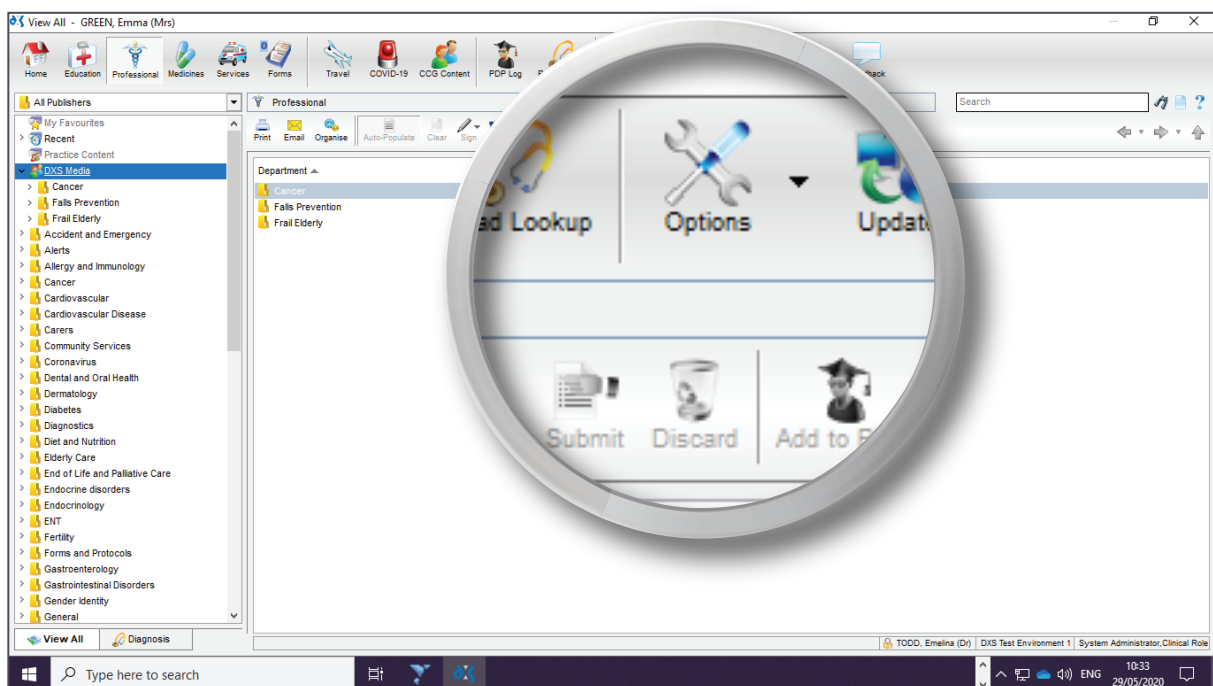 View All - GREEN, Emma (Mrs)
Home Education Professional Medicines Services Forms Travel COVID-19 CCG Content PDP Log
All Publishers
Professional
Search
My Favourites
Recent
Practice Content
DXS Media
Cancer
Falls Prevention
Frail Elderly
Accident and Emergency
Alerts
Allergy and Immunology
Cancer
Cardiovascular
Cardiovascular Disease
Carers
Community Services
Coronavirus
Dental and Oral Health
Dermatology
Diabetes
Diagnostics
Diet and Nutrition
Elderly Care
End of Life and Palliative Care
Endocrine disorders
Endocrinology
ENT
Fertility
Forms and Protocols
Gastroenterology
Gastrointestinal Disorders
Gender Identity
General
View All Diagnosis
Print Email Organise Auto-Populate Clear Sign
Department
Cancer
Falls Prevention
Frail Elderly
ad Lookup Options Updat
Submit Discard Add to
TODD, Emelina (Dr) DXS Test Environment 1 System Administrator,Clinical Role
Type here to search
ENG
10:33
29/05/2020